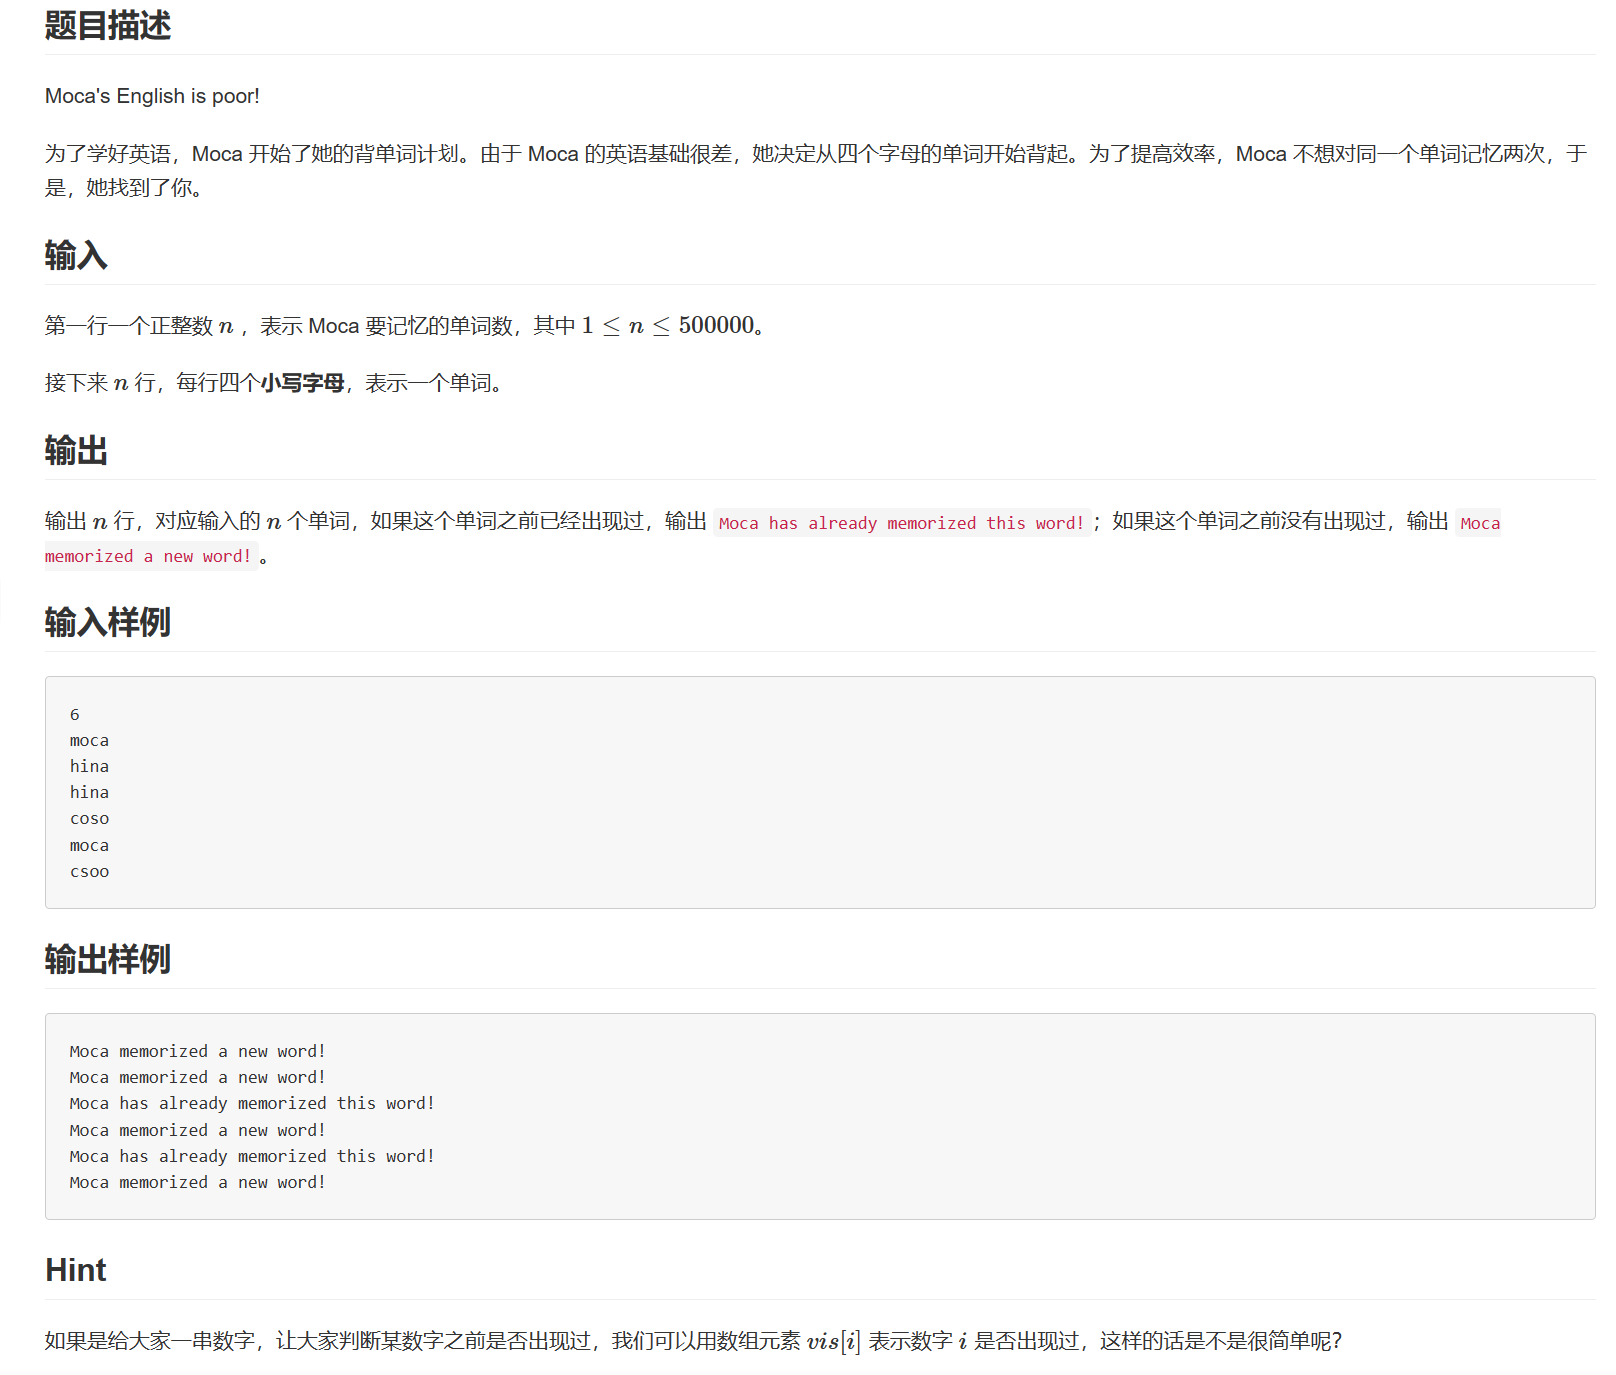 题目描述
Moca's English is poor!
为了学好英语，Moca 开始了她的背单词计划。由于 Moca 的英语基础很差，她决定从四个字母的单词开始背起。为了提高效率，Moca 不想对同一个单词记忆两次，于
是，她找到了你。
输入
第一行一个正整数 n ，表示 Moca 要记忆的单词数，其中 1 ≤ n ≤ 500000。
接下来 n 行，每行四个小写字母，表示一个单词。
输出
输出 n 行，对应输入的 n 个单词，如果这个单词之前已经出现过，输出 Moca has already memorized this word! ；如果这个单词之前没有出现过，输出 Moca
memorized a new word! 。
输入样例
6
moca
hina
hina
coso
moca
csoo
输出样例
Moca memorized a new word!
Moca memorized a new word!
Moca has already memorized this word!
Moca memorized a new word!
Moca has already memorized this word!
Moca memorized a new word!
Hint
如果是给大家一串数字，让大家判断某数字之前是否出现过，我们可以用数组元素 vis[i] 表示数字 i 是否出现过，这样的话是不是很简单呢？